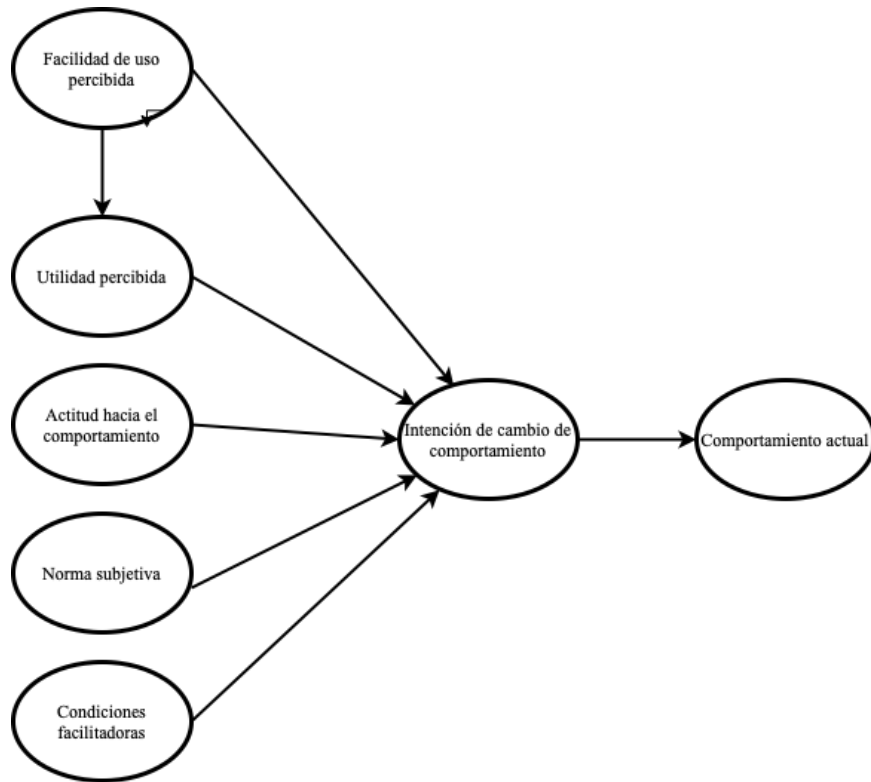 Facilidad de uso
percibida
Utilidad percibida
Actitud hacia el
comportamiento
Intención de cambio de
comportamiento
Comportamiento actual
Norma subjetiva
Condiciones
facilitadoras